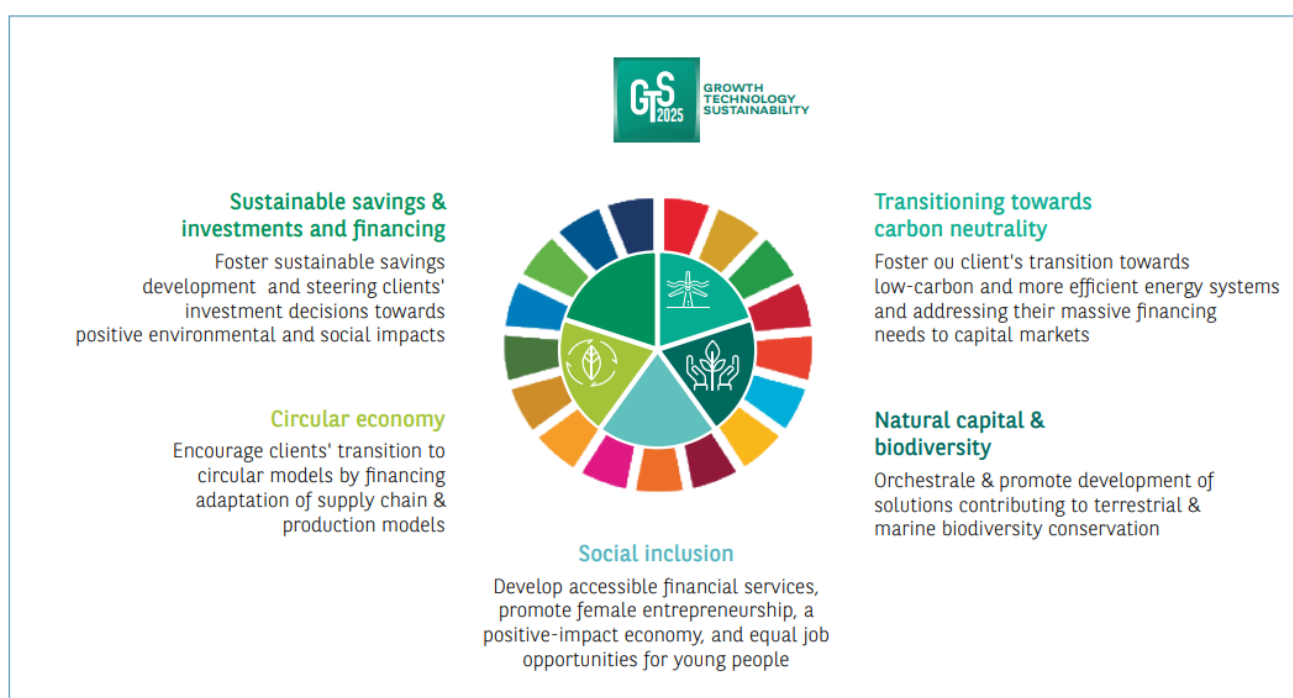 GTS
2025
GROWTH
TECHNOLOGY
SUSTAINABILITY
Sustainable savings &
investments and financing
Foster sustainable savings
development and steering clients'
investment decisions towards
positive environmental and social impacts
Transitioning towards
carbon neutrality
Foster ou client's transition towards
low-carbon and more efficient energy systems
and addressing their massive financing
needs to capital markets
Circular economy
Encourage clients' transition to
circular models by financing
adaptation of supply chain &
production models
Natural capital &
biodiversity
Orchestrale & promote development of
solutions contributing to terrestrial &
marine biodiversity conservation
Social inclusion
Develop accessible financial services,
promote female entrepreneurship, a
positive-impact economy, and equal job
opportunities for young people